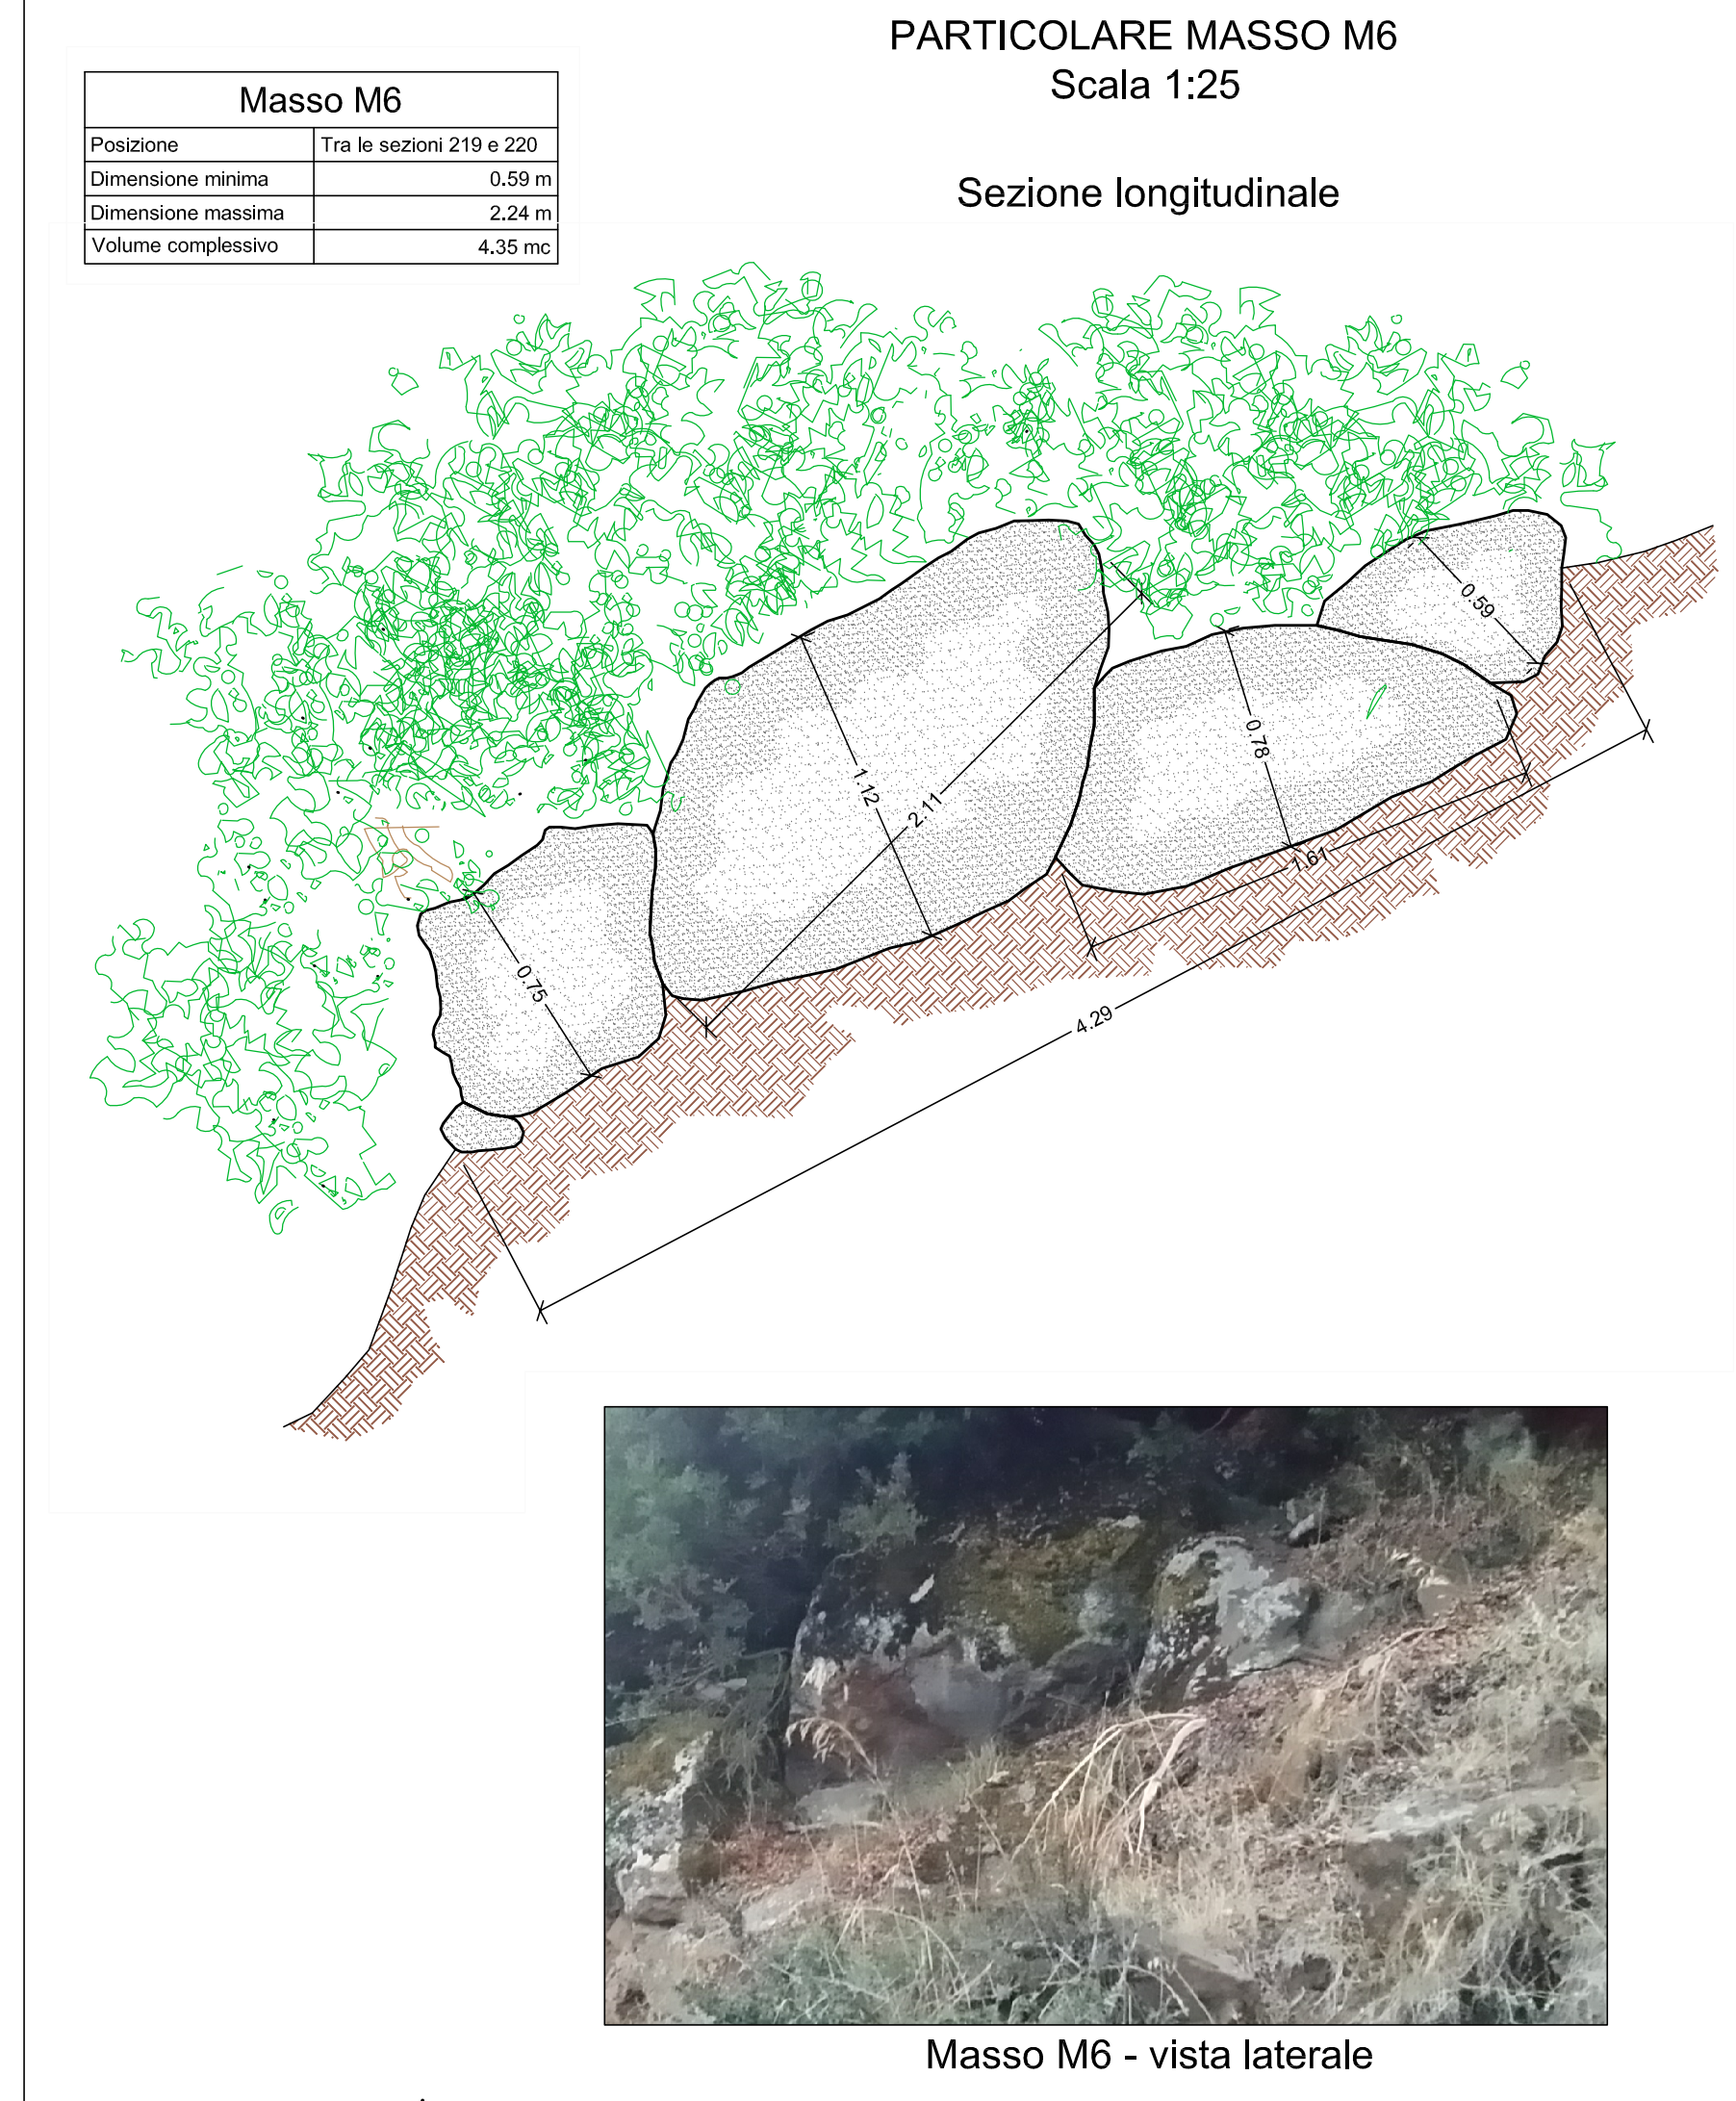 PARTICOLARE MASSO M6
Scala 1:25
Masso M6
Posizione Tra le sezioni 219 e 220
Dimensione minima 0.59 m
Dimensione massima 2.24 m
Volume complessivo 4.35 mc
Sezione longitudinale
0.59
0.78
1.12
2.11
1.61
0.75
4.29
Masso M6 - vista laterale